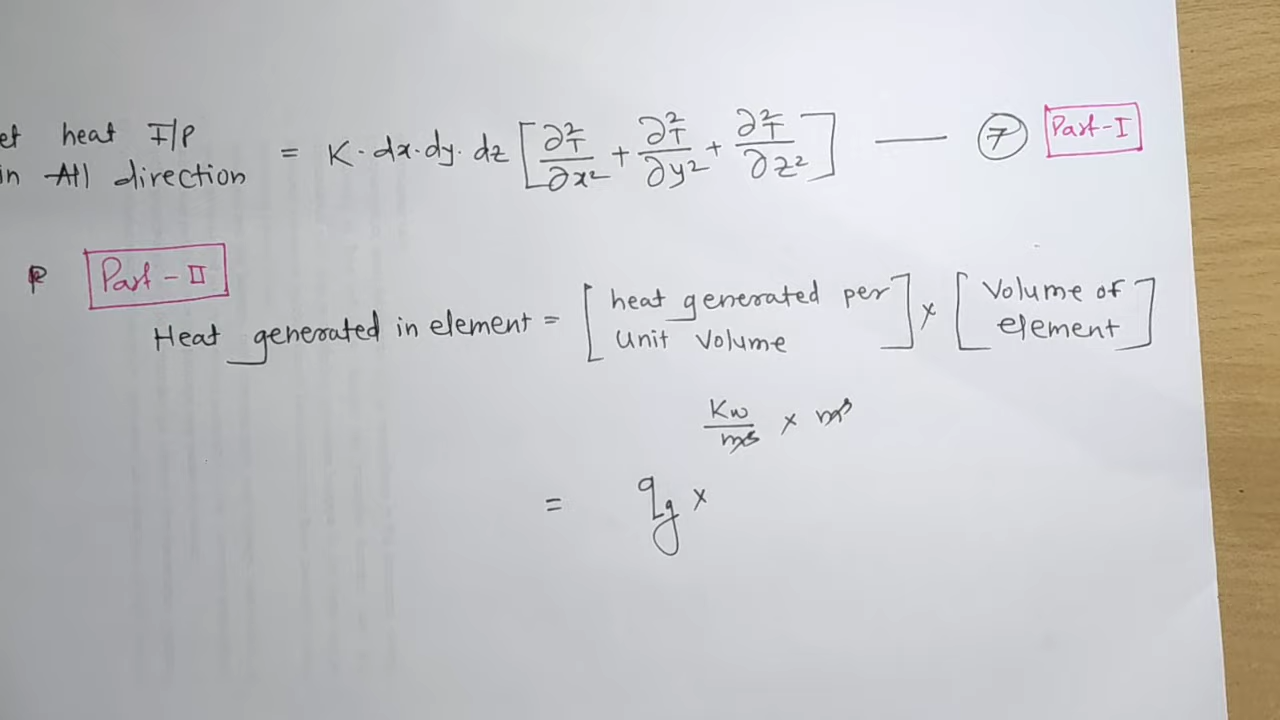 et heat I/p
in All direction = K·dx·dy·dz [∂²T/∂x² + ∂²T/∂y² + ∂²T/∂z²] — 7 Part-I
Part-II
Heat generated in element = [heat generated per Unit Volume] × [Volume of element]
Kw/m³ × m³
= qg ×